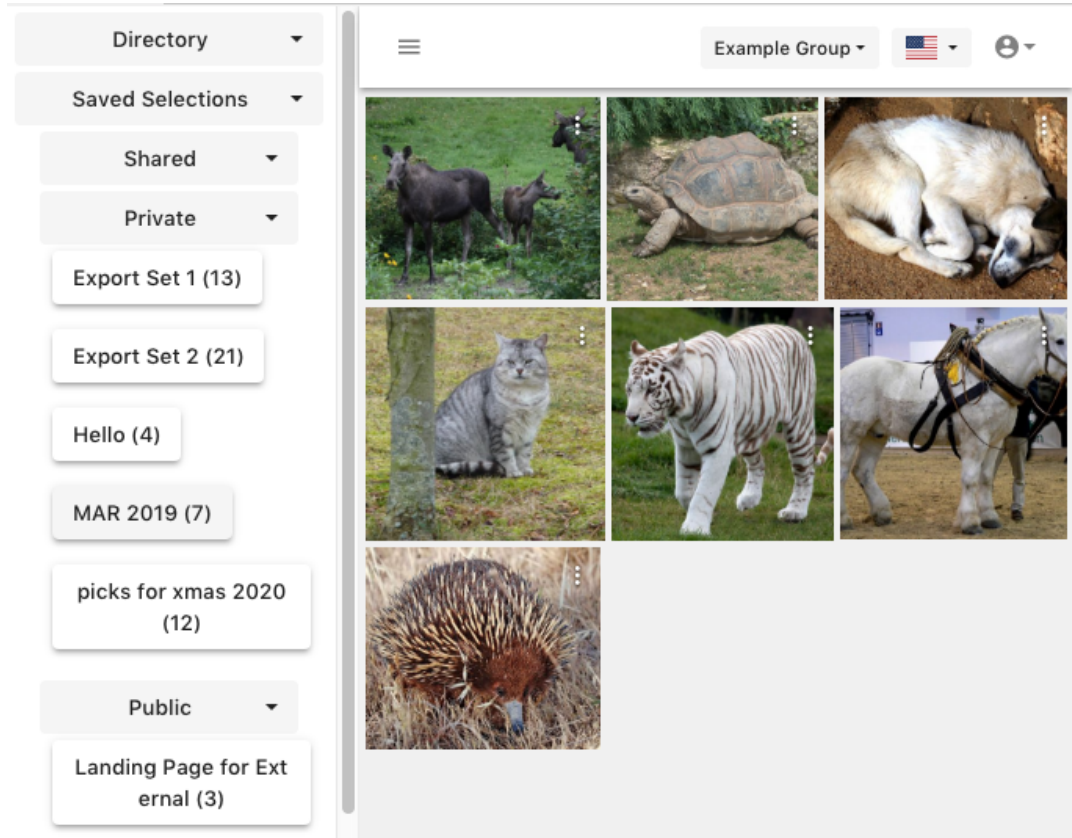 Directory
Saved Selections
Shared
Private
Export Set 1 (13)
Export Set 2 (21)
Hello (4)
MAR 2019 (7)
picks for xmas 2020
(12)
Public
Landing Page for Ext
ernal (3)
Example Group